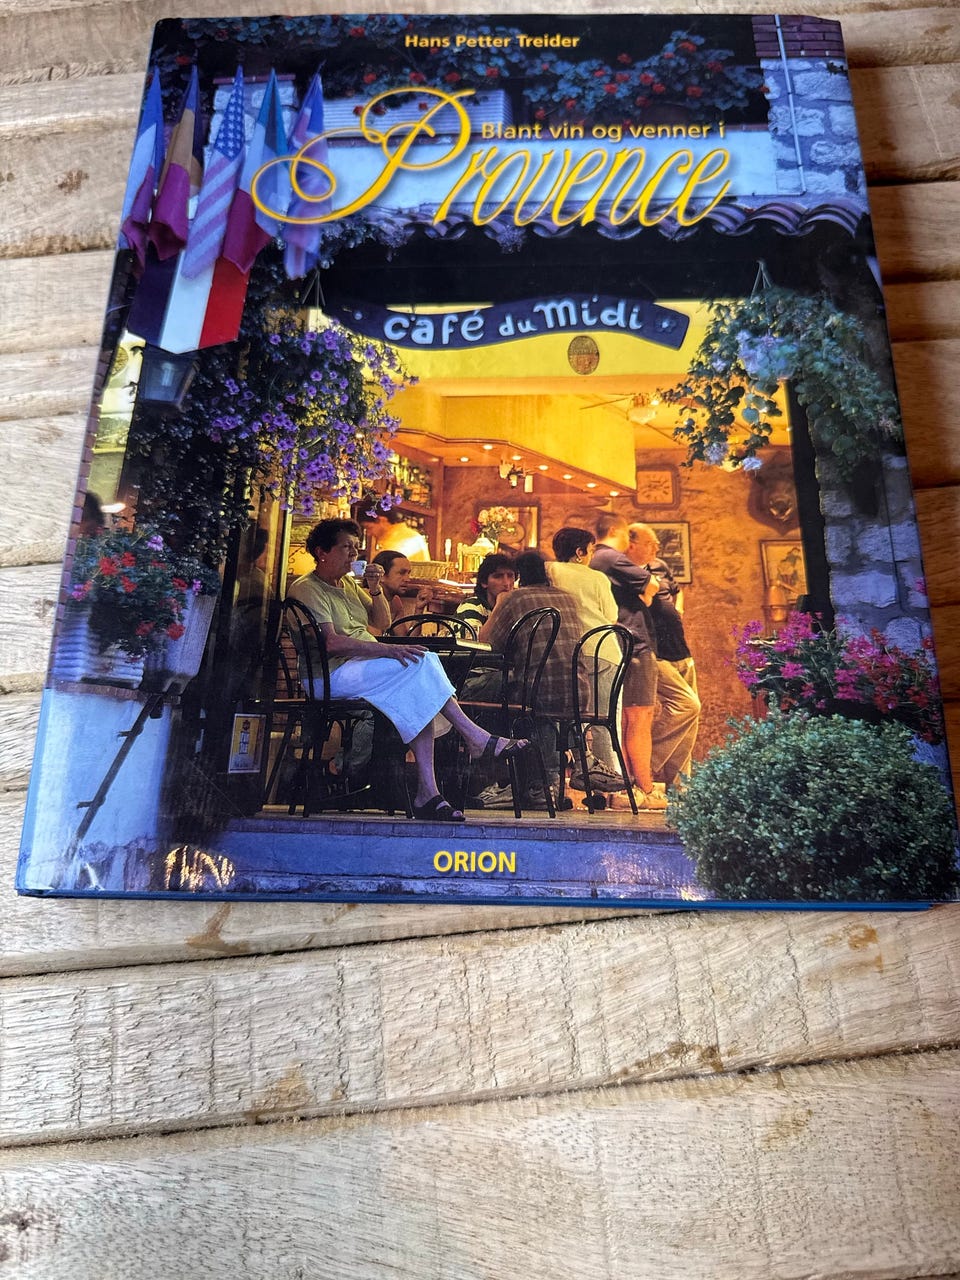 Hans Petter Treider
Blant vin og venner i
Provence
café du Midi
ORION